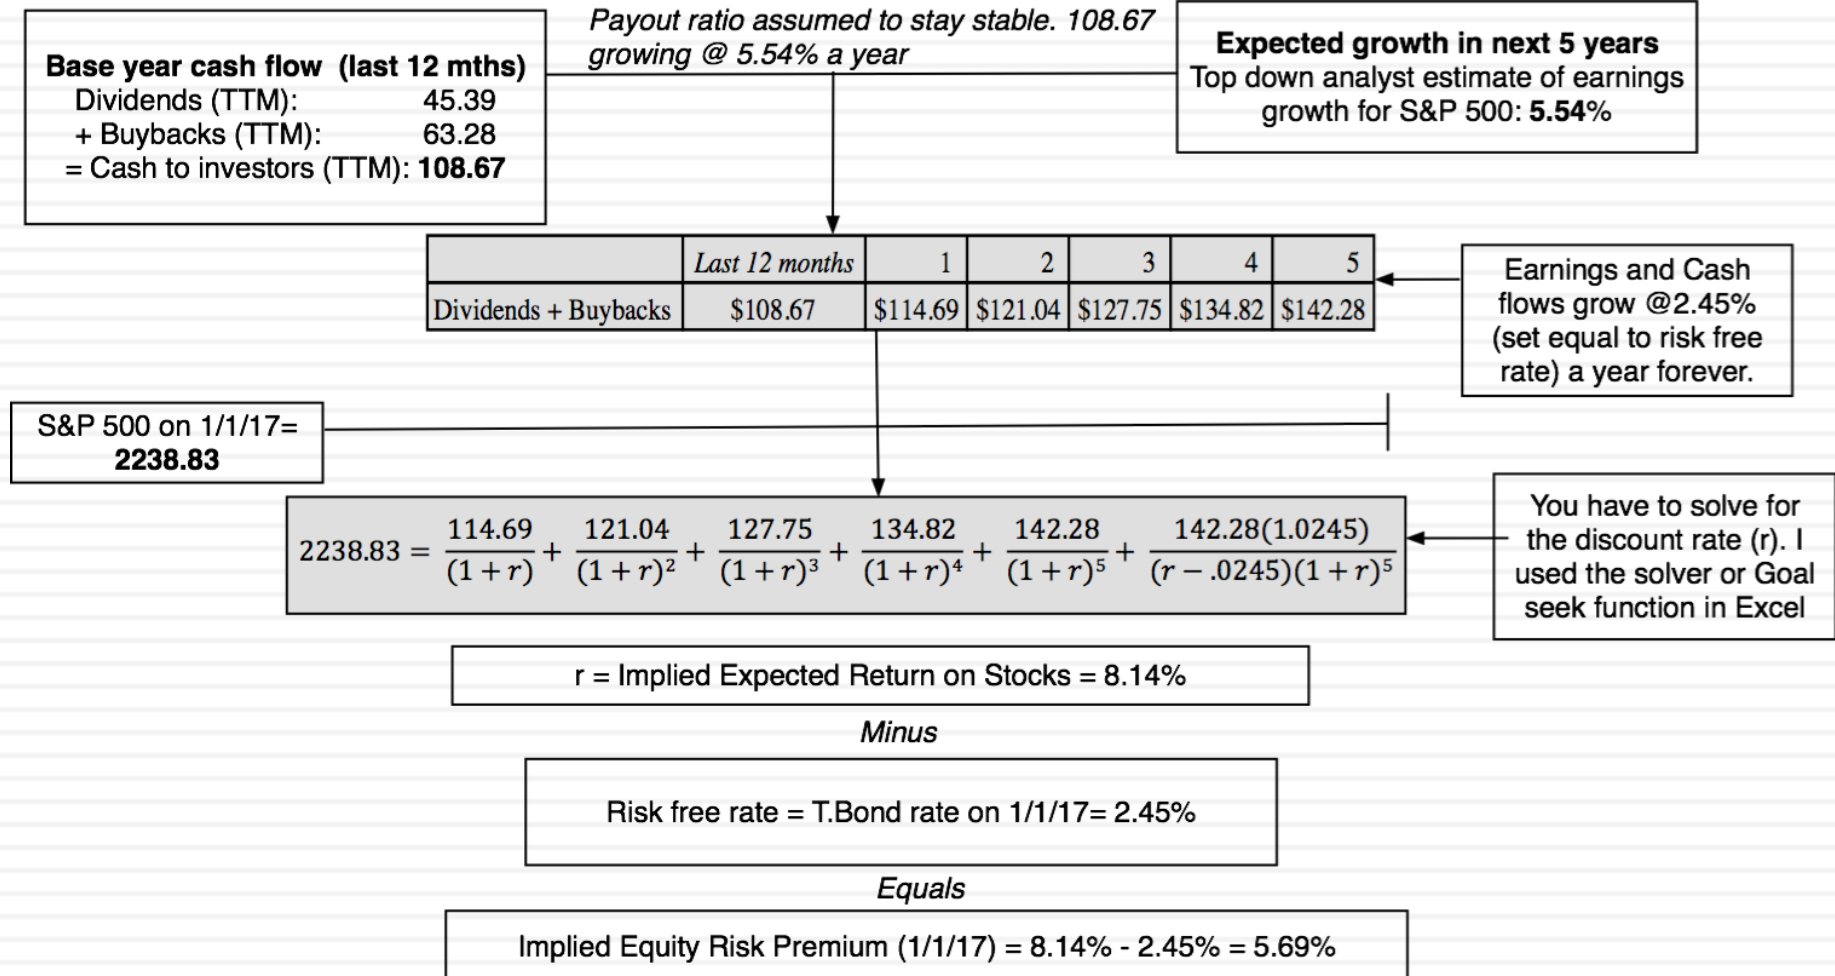 Payout ratio assumed to stay stable. 108.67
growing @ 5.54% a year
Base year cash flow (last 12 mths)
Dividends (TTM): 45.39
+ Buybacks (TTM): 63.28
= Cash to investors (TTM): 108.67
Expected growth in next 5 years
Top down analyst estimate of earnings
growth for S&P 500: 5.54%
Last 12 months 1 2 3 4 5
Dividends + Buybacks $108.67 $114.69 $121.04 $127.75 $134.82 $142.28
Earnings and Cash
flows grow @2.45%
(set equal to risk free
rate) a year forever.
S&P 500 on 1/1/17=
2238.83
2238.83 = 114.69/(1+r) + 121.04/(1+r)² + 127.75/(1+r)³ + 134.82/(1+r)⁴ + 142.28/(1+r)⁵ + 142.28(1.0245)/(r−.0245)(1+r)⁵
You have to solve for
the discount rate (r). I
used the solver or Goal
seek function in Excel
r = Implied Expected Return on Stocks = 8.14%
Minus
Risk free rate = T.Bond rate on 1/1/17= 2.45%
Equals
Implied Equity Risk Premium (1/1/17) = 8.14% - 2.45% = 5.69%